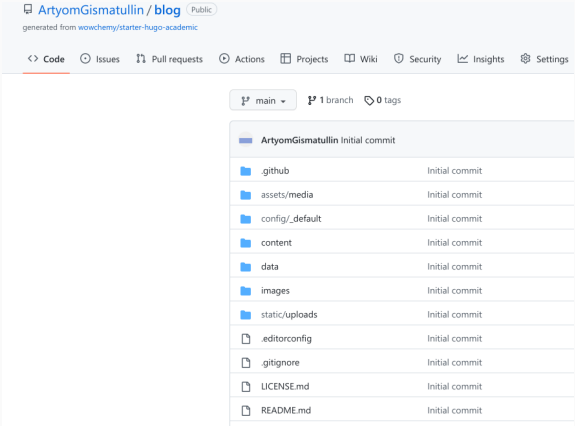 ArtyomGismatullin / blog Public
generated from wowchemy/starter-hugo-academic
Code Issues Pull requests Actions Projects Wiki Security Insights Settings
main 1 branch 0 tags
ArtyomGismatullin Initial commit
.github Initial commit
assets/media Initial commit
config/_default Initial commit
content Initial commit
data Initial commit
images Initial commit
static/uploads Initial commit
.editorconfig Initial commit
.gitignore Initial commit
LICENSE.md Initial commit
README.md Initial commit